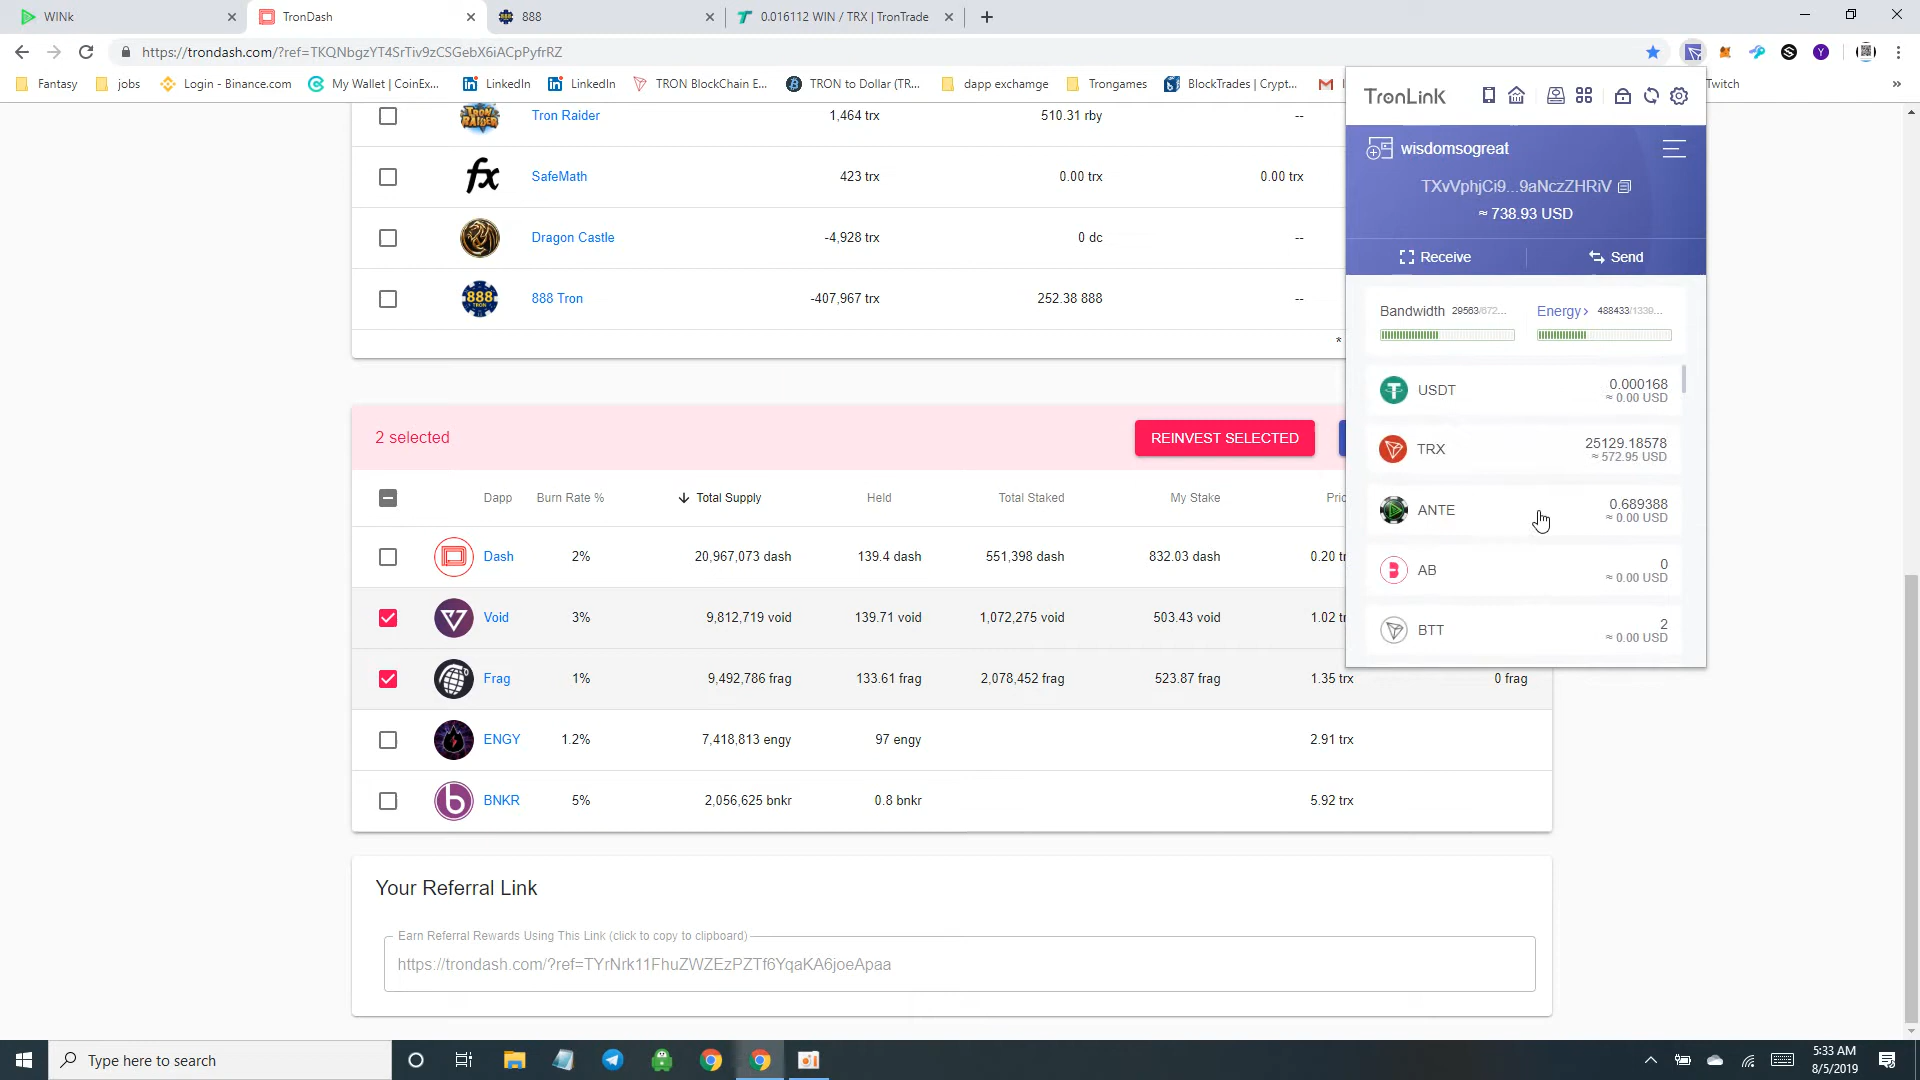 WINk
TronDash
888
0.016112 WIN / TRX | TronTrade
https://trondash.com/?ref=TKQNbgzYT4SrTiv9zCSGebX6iACpPyfrRZ
Fantasy
jobs
Login - Binance.com
My Wallet | CoinEx...
LinkedIn
LinkedIn
TRON BlockChain E...
TRON to Dollar (TR...
dapp exchamge
Trongames
BlockTrades | Crypt...
Twitch
»
TronLink
wisdomsogreat
TXvVphjCi9...9aNczZHRiV
≈ 738.93 USD
Receive
Send
Bandwidth 29563/672...
Energy> 488433/1339...
USDT 0.000168
≈ 0.00 USD
TRX 25129.18578
≈ 572.95 USD
ANTE 0.689388
≈ 0.00 USD
AB 0
≈ 0.00 USD
BTT 2
≈ 0.00 USD
Tron Raider 1,464 trx 510.31 rby --
SafeMath 423 trx 0.00 trx 0.00 trx
Dragon Castle -4,928 trx 0 dc --
888 Tron -407,967 trx 252.38 888 --
*
2 selected
REINVEST SELECTED
Dapp Burn Rate % Total Supply Held Total Staked My Stake
Dash 2% 20,967,073 dash 139.4 dash 551,398 dash 832.03 dash 0.20
Void 3% 9,812,719 void 139.71 void 1,072,275 void 503.43 void 1.02
Frag 1% 9,492,786 frag 133.61 frag 2,078,452 frag 523.87 frag 1.35 trx 0 frag
ENGY 1.2% 7,418,813 engy 97 engy 2.91 trx
BNKR 5% 2,056,625 bnkr 0.8 bnkr 5.92 trx
Your Referral Link
Earn Referral Rewards Using This Link (click to copy to clipboard)
https://trondash.com/?ref=TYrNrk11FhuZWZEzPZTf6YqaKA6joeApaa
Type here to search
5:33 AM
8/5/2019